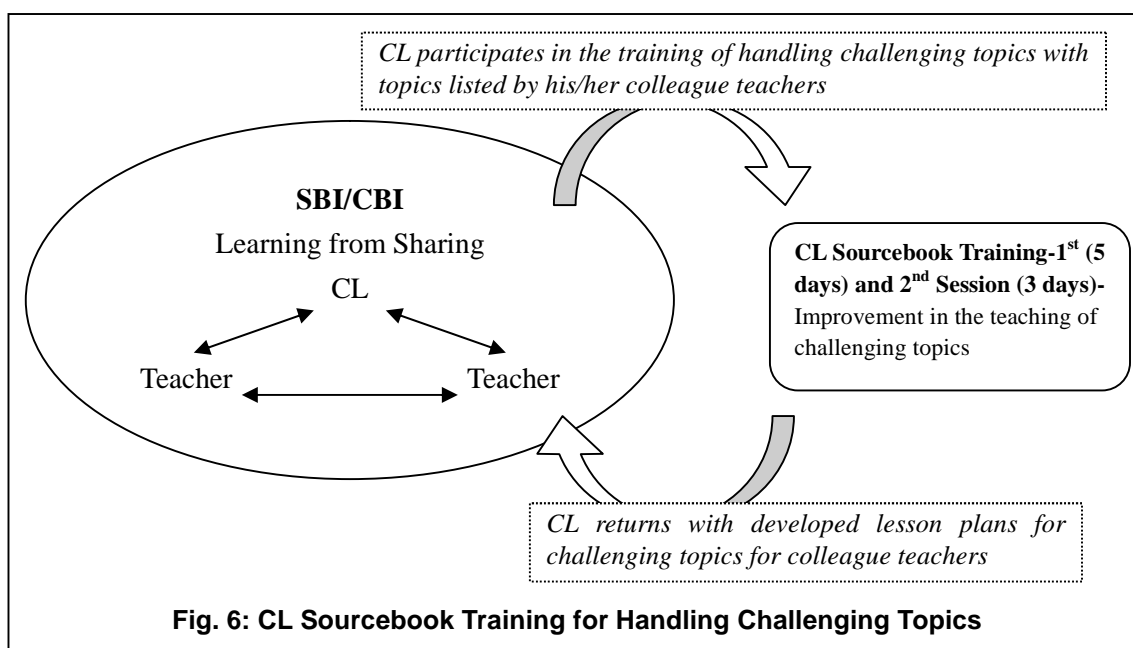 CL participates in the training of handling challenging topics with
topics listed by his/her colleague teachers
SBI/CBI
Learning from Sharing
CL
Teacher
Teacher
CL Sourcebook Training-1st (5
days) and 2nd Session (3 days)-
Improvement in the teaching of
challenging topics
CL returns with developed lesson plans for
challenging topics for colleague teachers
Fig. 6: CL Sourcebook Training for Handling Challenging Topics